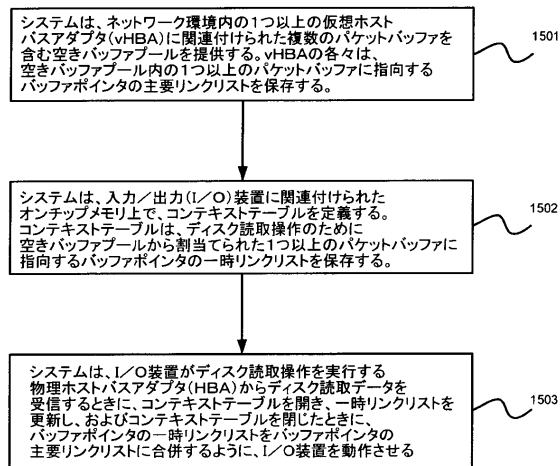 システムは、ネットワーク環境内の1つ以上の仮想ホスト
バスアダプタ(vHBA)に関連付けられた複数のパケットバッファを
含む空きバッファプールを提供する。vHBAの各々は、
空きバッファプール内の1つ以上のパケットバッファに指向する
バッファポインタの主要リンクリストを保存する。
1501
システムは、入力/出力(I/O)装置に関連付けられた
オンチップメモリ上で、コンテキストテーブルを定義する。
コンテキストテーブルは、ディスク読取操作のために
空きバッファプールから割当てられた1つ以上のパケットバッファに
指向するバッファポインタの一時リンクリストを保存する。
1502
システムは、I/O装置がディスク読取操作を実行する
物理ホストバスアダプタ(HBA)からディスク読取データを
受信するときに、コンテキストテーブルを開き、一時リンクリストを
更新し、およびコンテキストテーブルを閉じたときに、
バッファポインタの一時リンクリストをバッファポインタの
主要リンクリストに合併するように、I/O装置を動作させる
1503